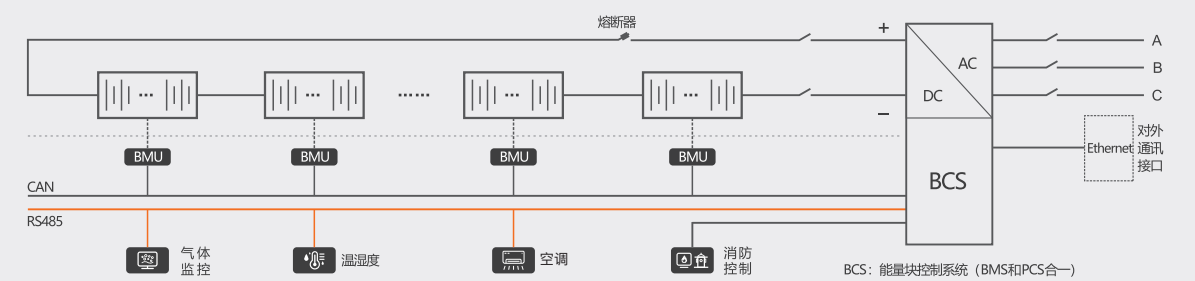 熔断器
+
A
AC
B
DC
C
−
BMU BMU BMU BMU
Ethernet
对外
通讯
接口
CAN
BCS
RS485
气体
监控
温湿度
空调
消防
控制
BCS：能量块控制系统（BMS和PCS合一）